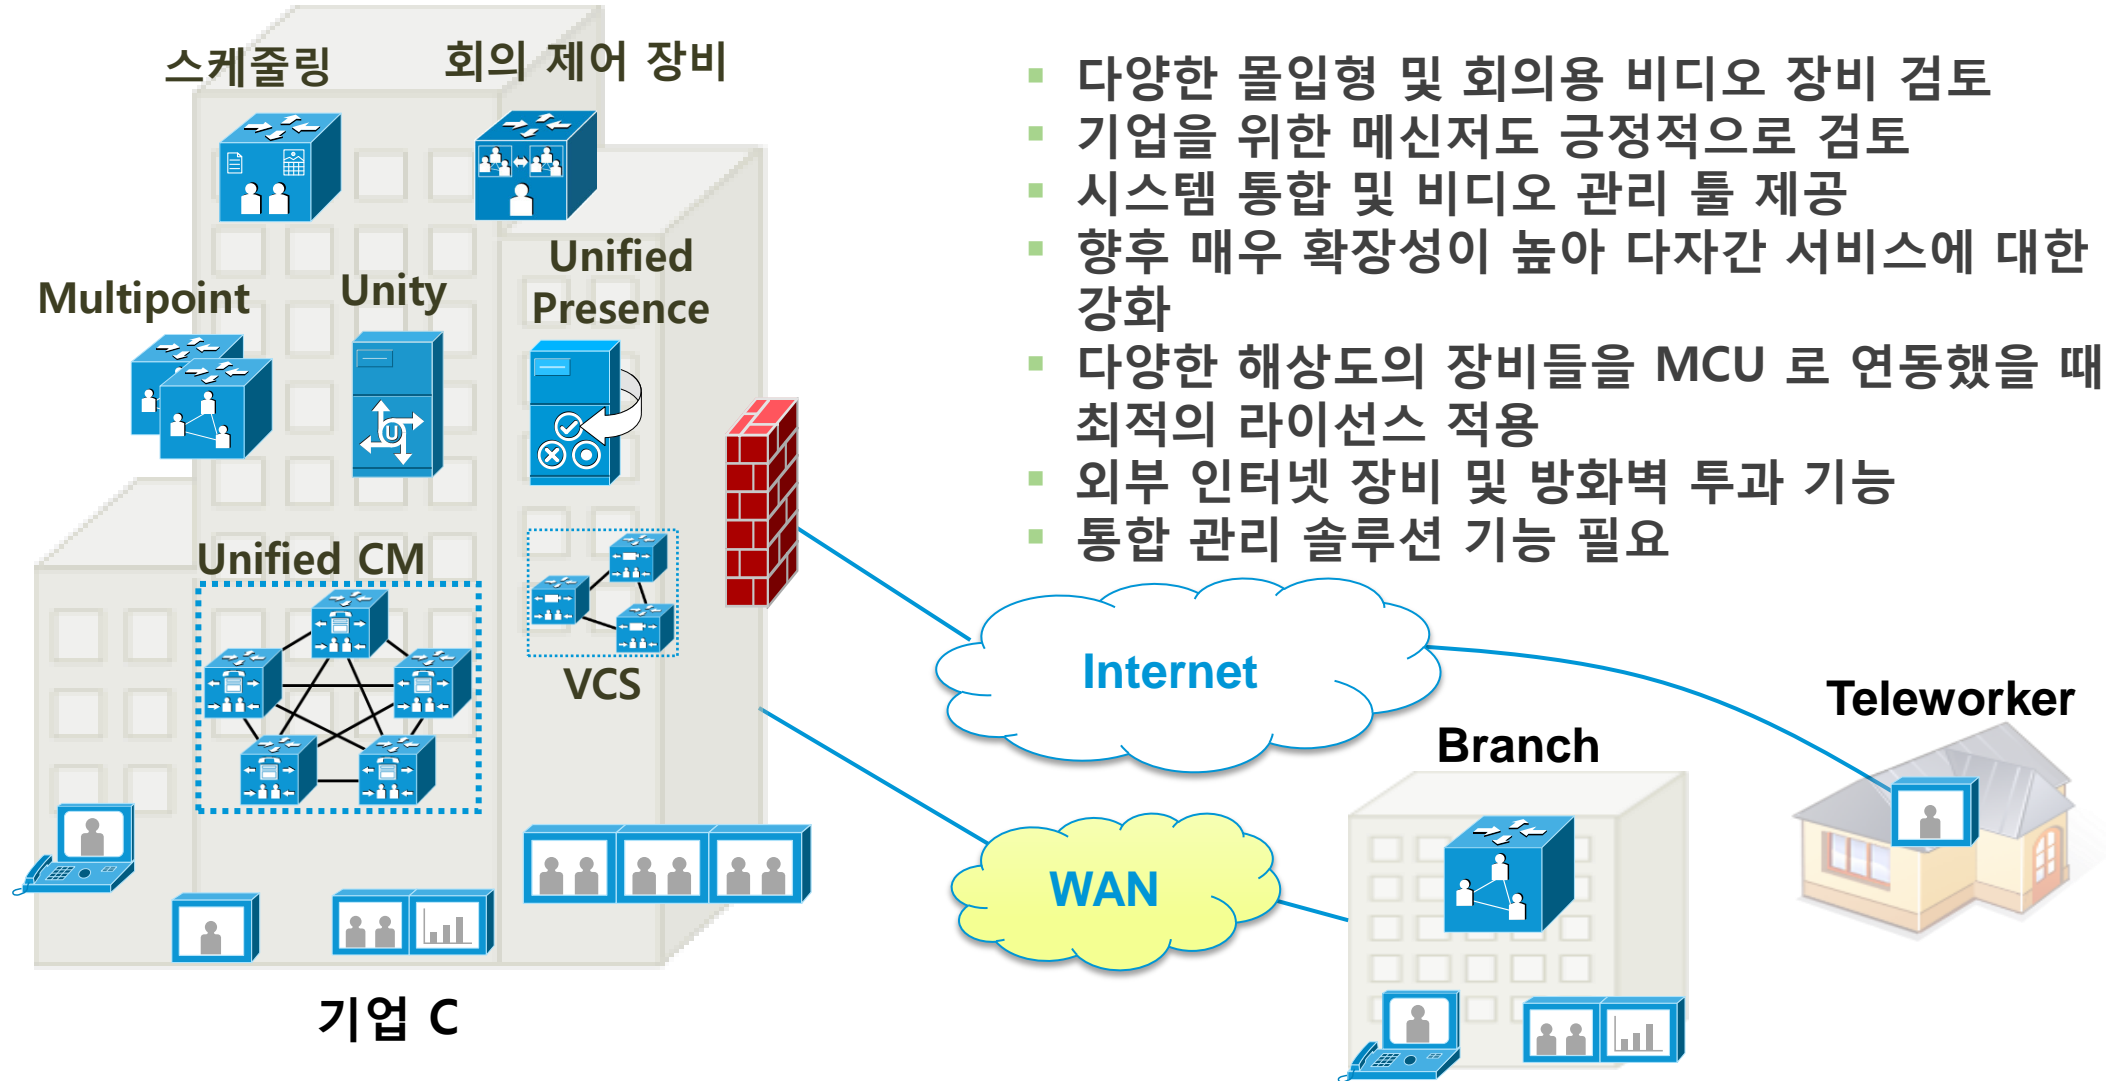 스케줄링
회의 제어 장비
Multipoint
Unity
Unified
Presence
Unified CM
VCS
기업 C
▪ 다양한 몰입형 및 회의용 비디오 장비 검토
▪ 기업을 위한 메신저도 긍정적으로 검토
▪ 시스템 통합 및 비디오 관리 툴 제공
▪ 향후 매우 확장성이 높아 다자간 서비스에 대한
강화
▪ 다양한 해상도의 장비들을 MCU 로 연동했을 때
최적의 라이선스 적용
▪ 외부 인터넷 장비 및 방화벽 투과 기능
▪ 통합 관리 솔루션 기능 필요
Internet
WAN
Branch
Teleworker
U